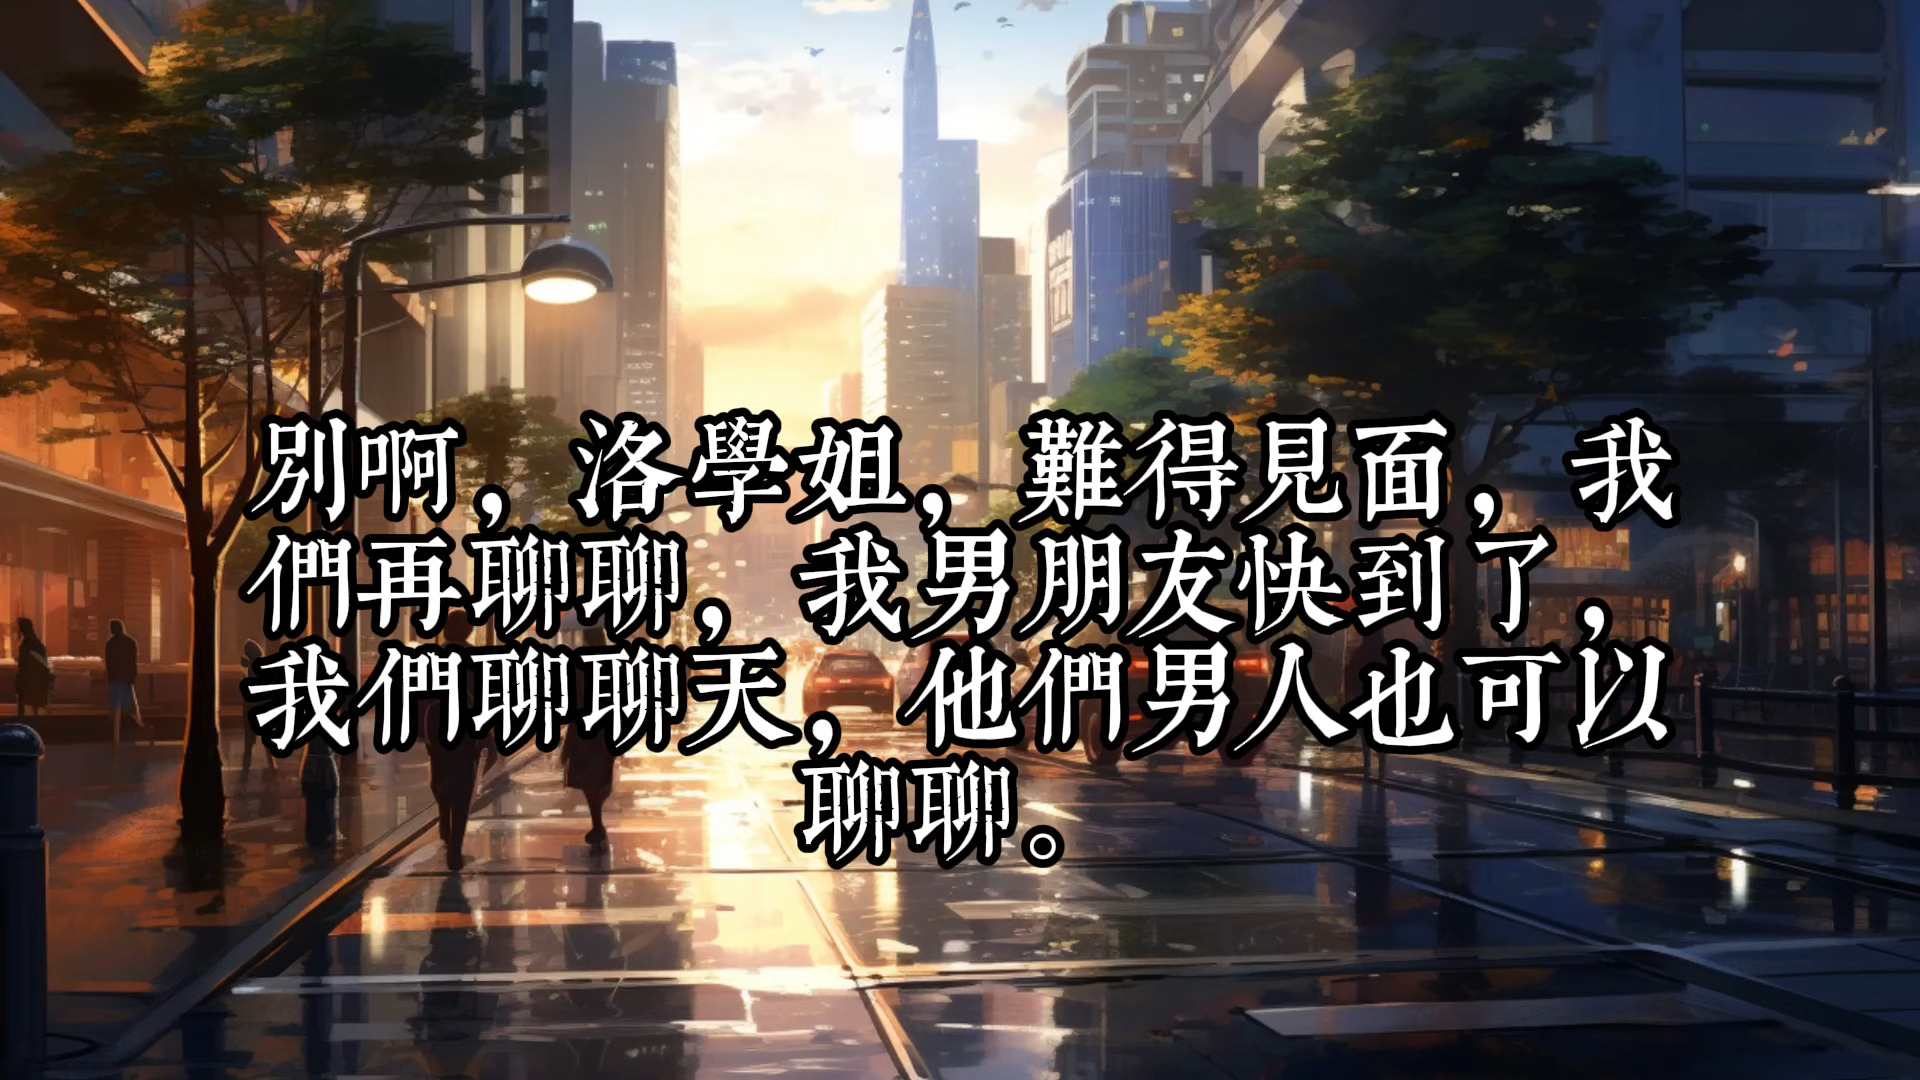 別啊，洛學姐，難得見面，我
們再聊聊，我男朋友快到了，
我們聊聊天，他們男人也可以
聊聊。